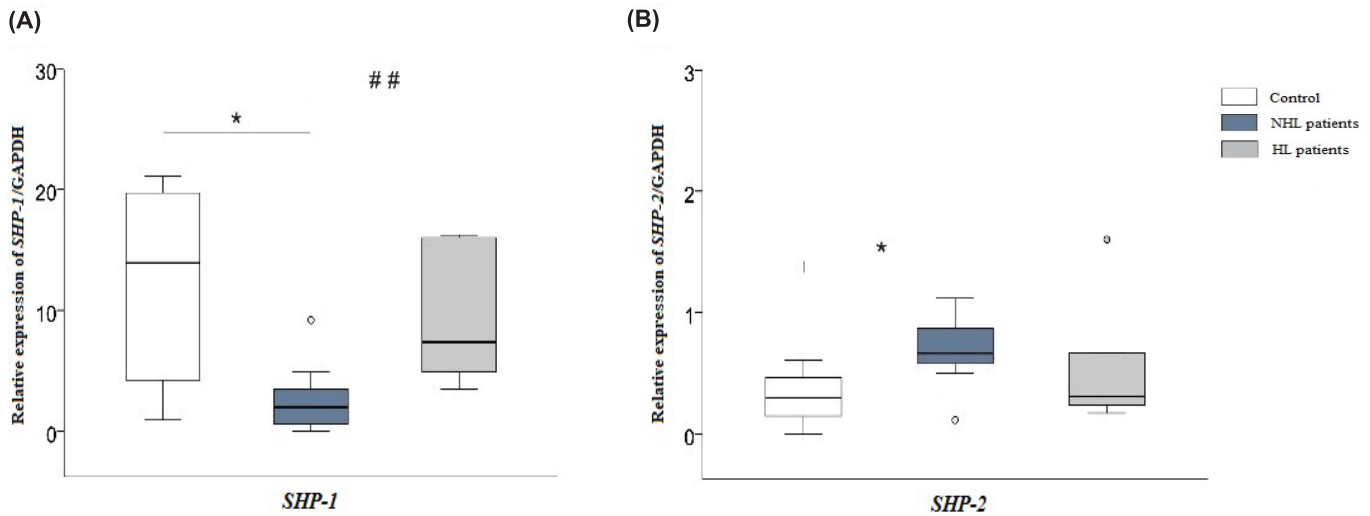 (A)
Relative expression of SHP-1/GAPDH
30
20
10
0
*
##
SHP-1
(B)
Relative expression of SHP-2/GAPDH
3
2
1
0
*
SHP-2
Control
NHL patients
HL patients